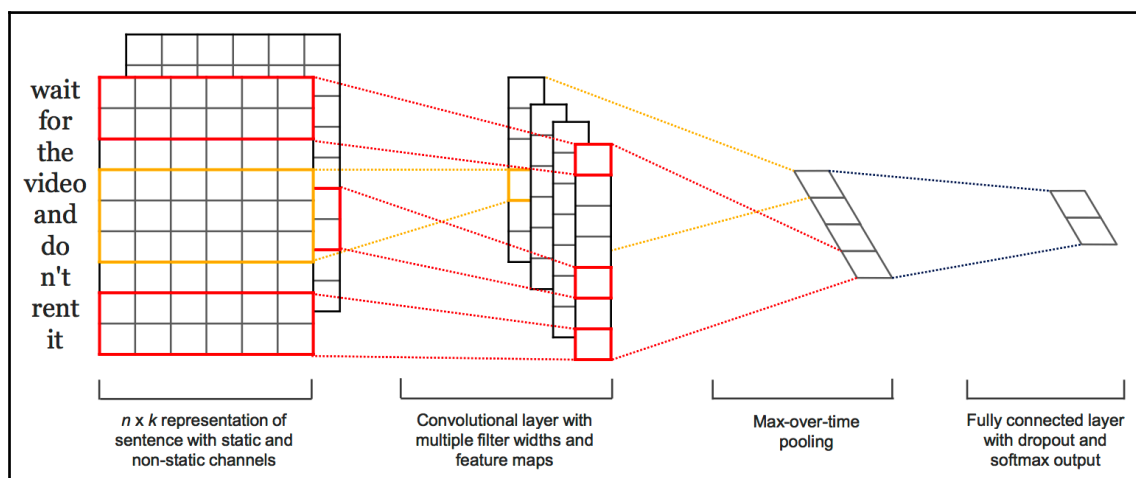 wait
for
the
video
and
do
n't
rent
it
n x k representation of
sentence with static and
non-static channels
Convolutional layer with
multiple filter widths and
feature maps
Max-over-time
pooling
Fully connected layer
with dropout and
softmax output